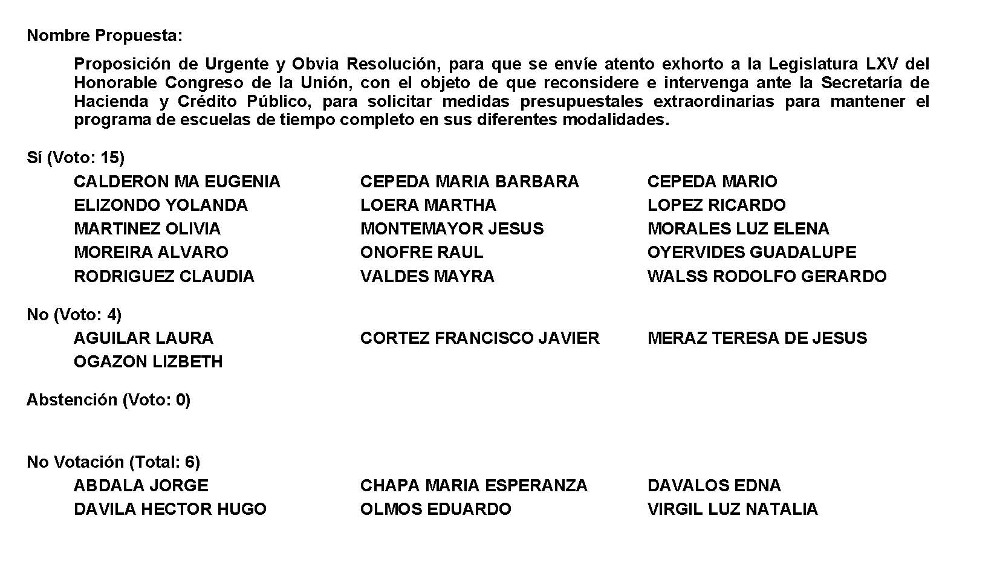 Nombre Propuesta:
Proposición de Urgente y Obvia Resolución, para que se envíe atento exhorto a la Legislatura LXV del
Honorable Congreso de la Unión, con el objeto de que reconsidere e intervenga ante la Secretaría de
Hacienda y Crédito Público, para solicitar medidas presupuestales extraordinarias para mantener el
programa de escuelas de tiempo completo en sus diferentes modalidades.
Sí (Voto: 15)
CALDERON MA EUGENIA CEPEDA MARIA BARBARA CEPEDA MARIO
ELIZONDO YOLANDA LOERA MARTHA LOPEZ RICARDO
MARTINEZ OLIVIA MONTEMAYOR JESUS MORALES LUZ ELENA
MOREIRA ALVARO ONOFRE RAUL OYERVIDES GUADALUPE
RODRIGUEZ CLAUDIA VALDES MAYRA WALSS RODOLFO GERARDO
No (Voto: 4)
AGUILAR LAURA CORTEZ FRANCISCO JAVIER MERAZ TERESA DE JESUS
OGAZON LIZBETH
Abstención (Voto: 0)
No Votación (Total: 6)
ABDALA JORGE CHAPA MARIA ESPERANZA DAVALOS EDNA
DAVILA HECTOR HUGO OLMOS EDUARDO VIRGIL LUZ NATALIA